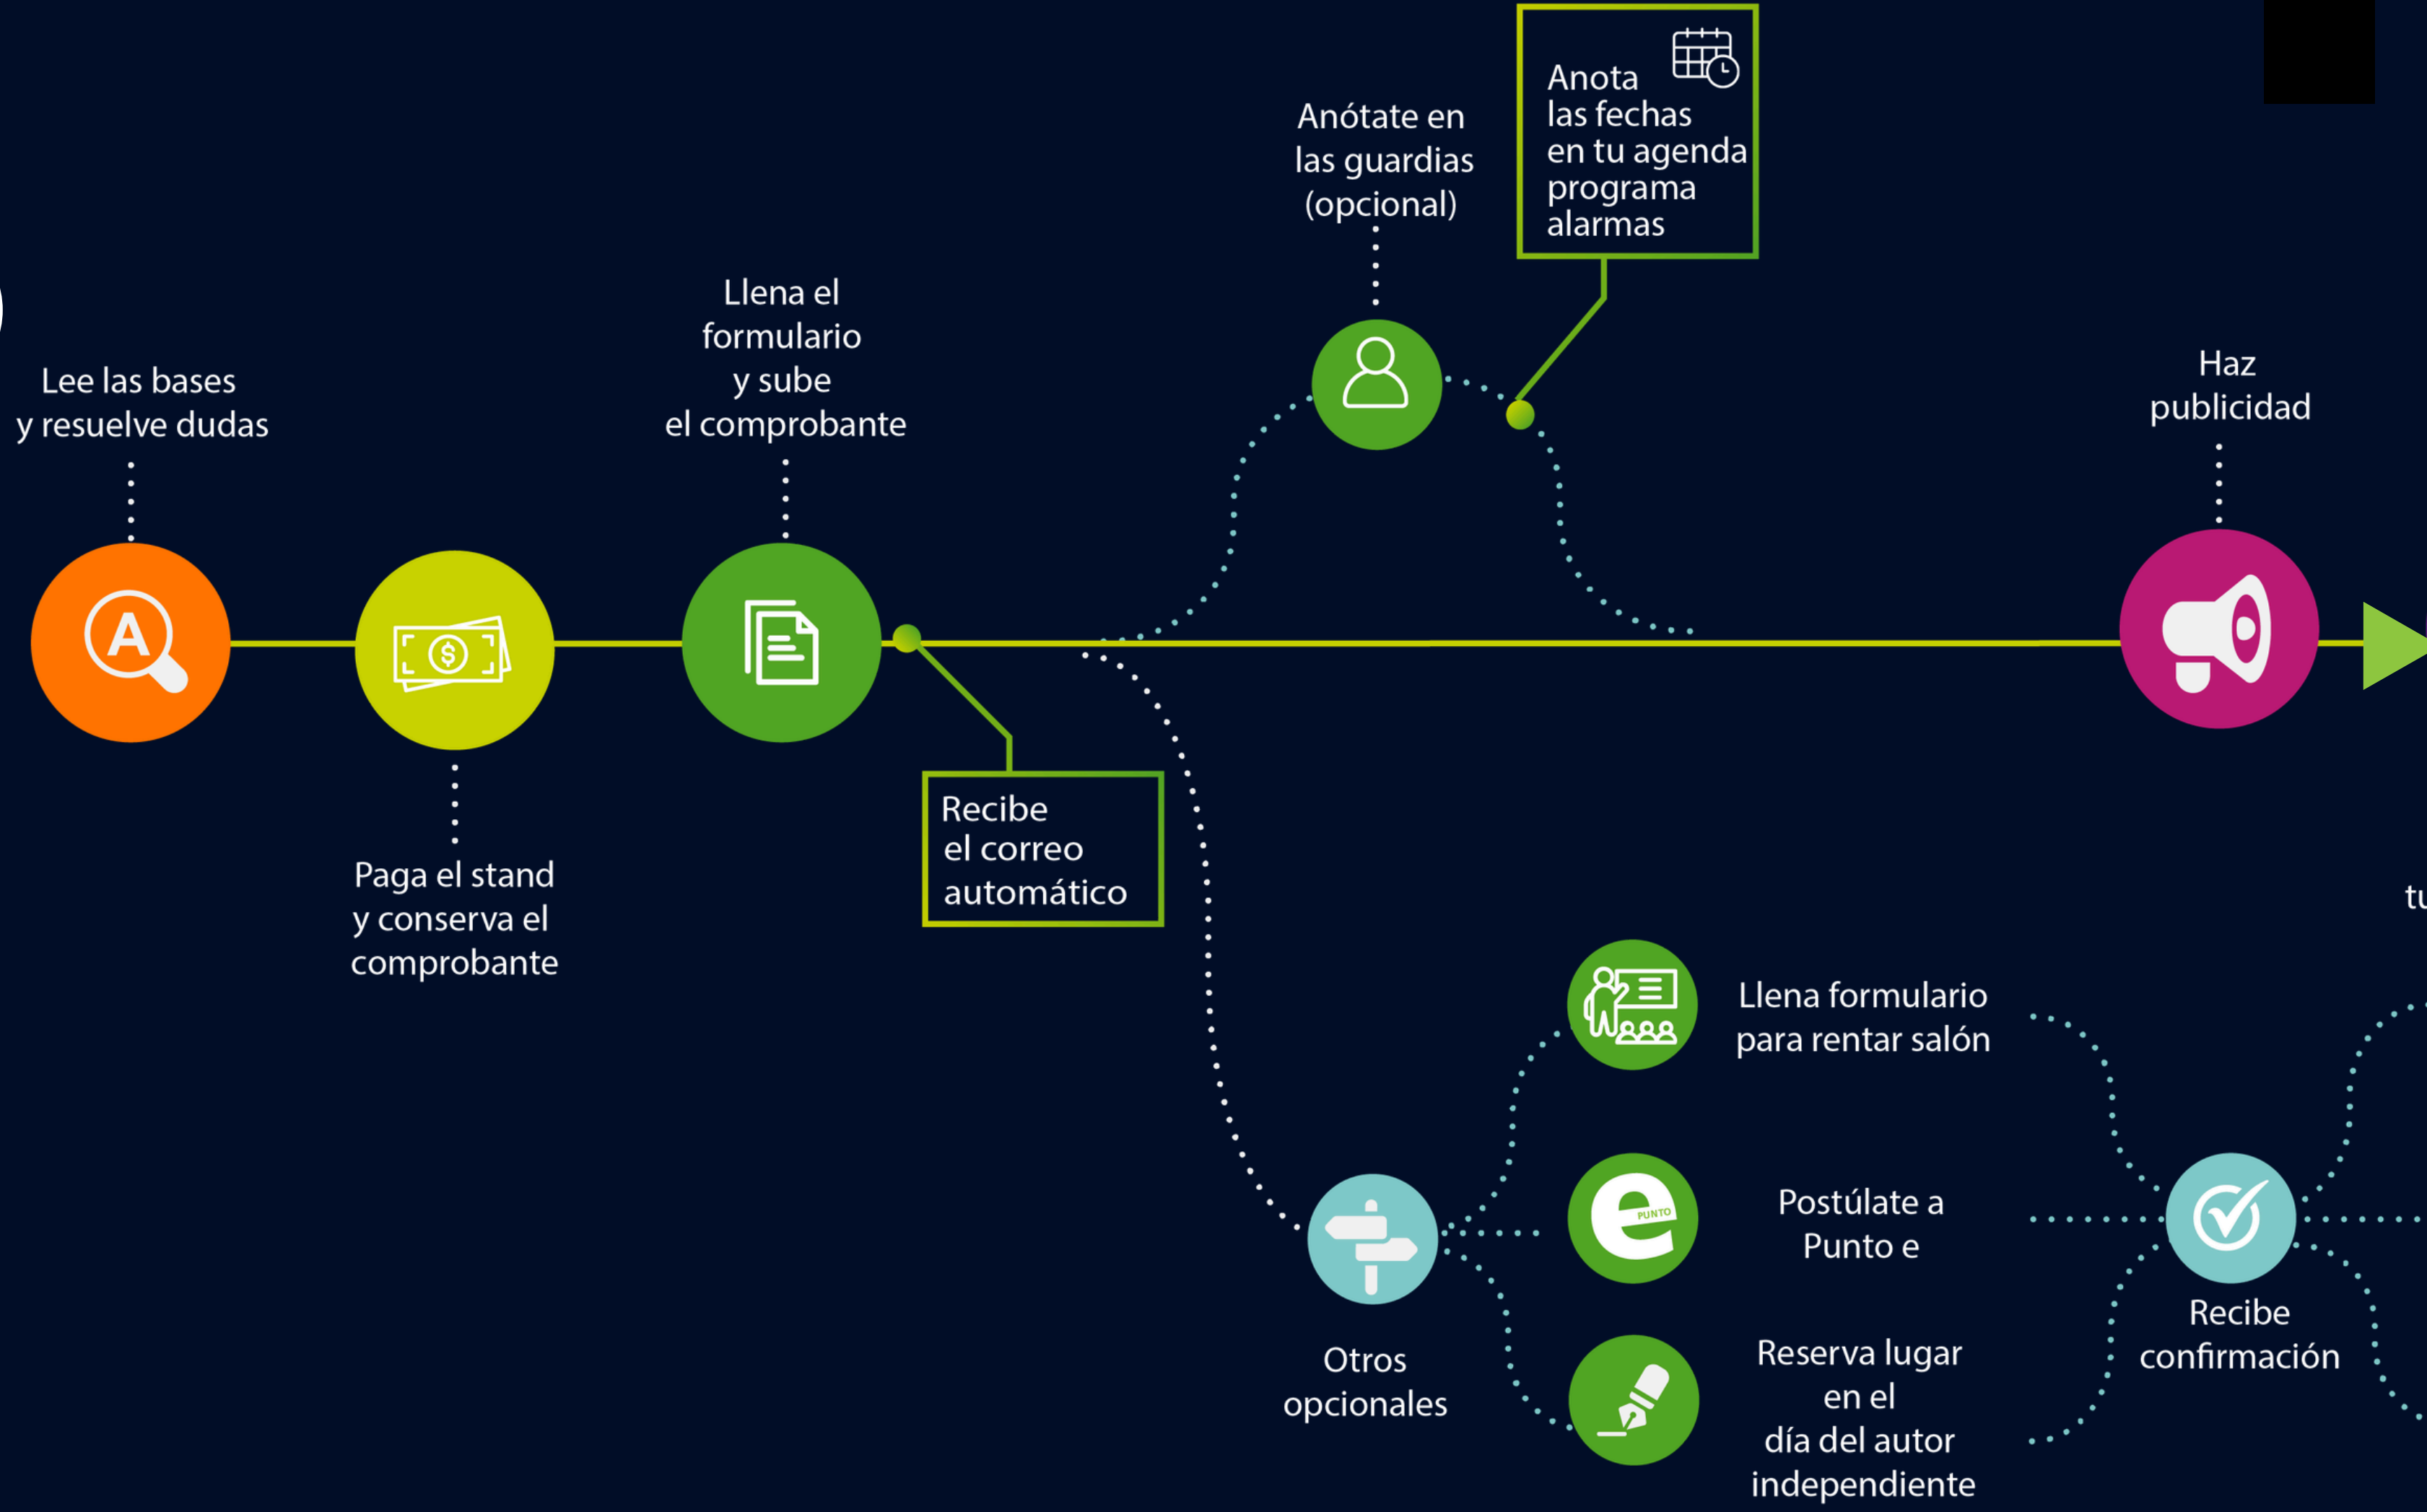 Lee las bases
y resuelve dudas
Paga el stand
y conserva el
comprobante
Llena el
formulario
y sube
el comprobante
Recibe
el correo
automático
Anótate en
las guardias
(opcional)
Anota
las fechas
en tu agenda
programa
alarmas
Haz
publicidad
Otros
opcionales
Llena formulario
para rentar salón
e
PUNTO
Postúlate a
Punto e
Reserva lugar
en el
día del autor
independiente
Recibe
confirmación
A
$